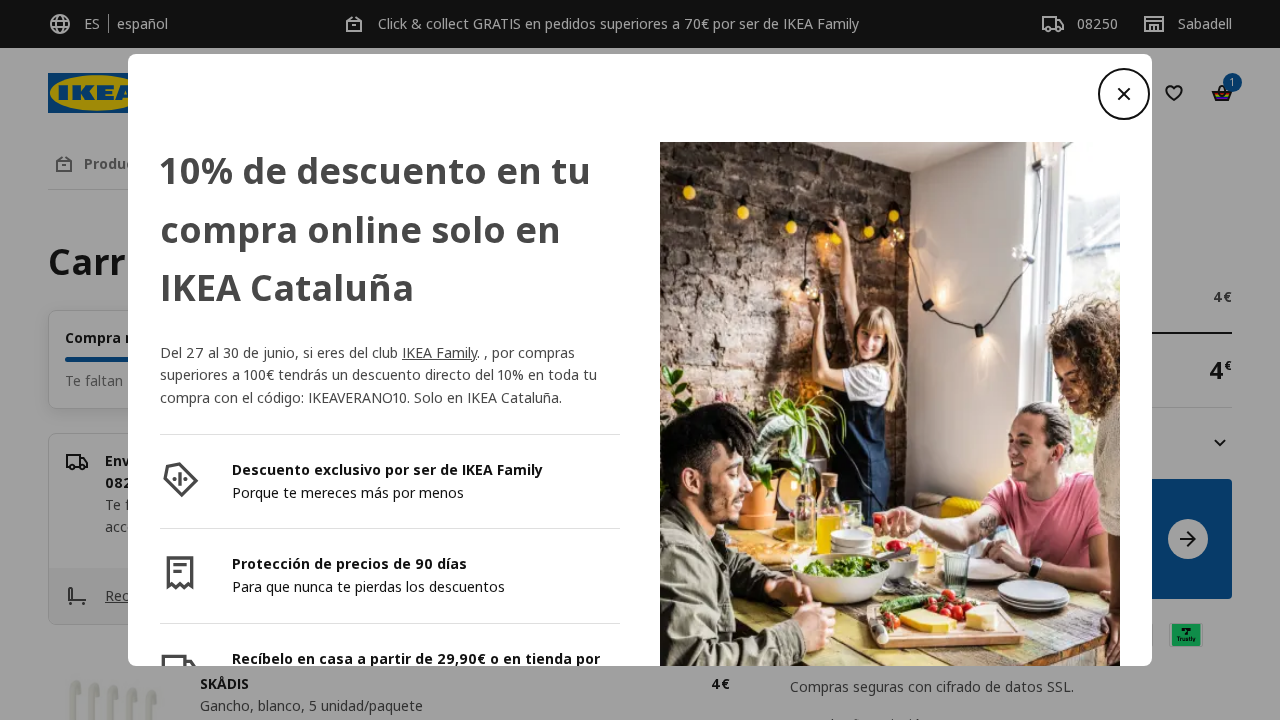 ES | español
Click & collect GRATIS en pedidos superiores a 70€ por ser de IKEA Family
08250
Sabadell
IKEA
1
Produ
Carr
10% de descuento en tu
compra online solo en
IKEA Cataluña
Del 27 al 30 de junio, si eres del club IKEA Family. , por compras
superiores a 100€ tendrás un descuento directo del 10% en toda tu
compra con el código: IKEAVERANO10. Solo en IKEA Cataluña.
Descuento exclusivo por ser de IKEA Family
Porque te mereces más por menos
Protección de precios de 90 días
Para que nunca te pierdas los descuentos
Recíbelo en casa a partir de 29,90€ o en tienda por
Compra
Te faltan
Env
082
Te f
acc
Rec
4€
4€
Trustly
SKÅDIS
4€
Gancho, blanco, 5 unidad/paquete
Compras seguras con cifrado de datos SSL.